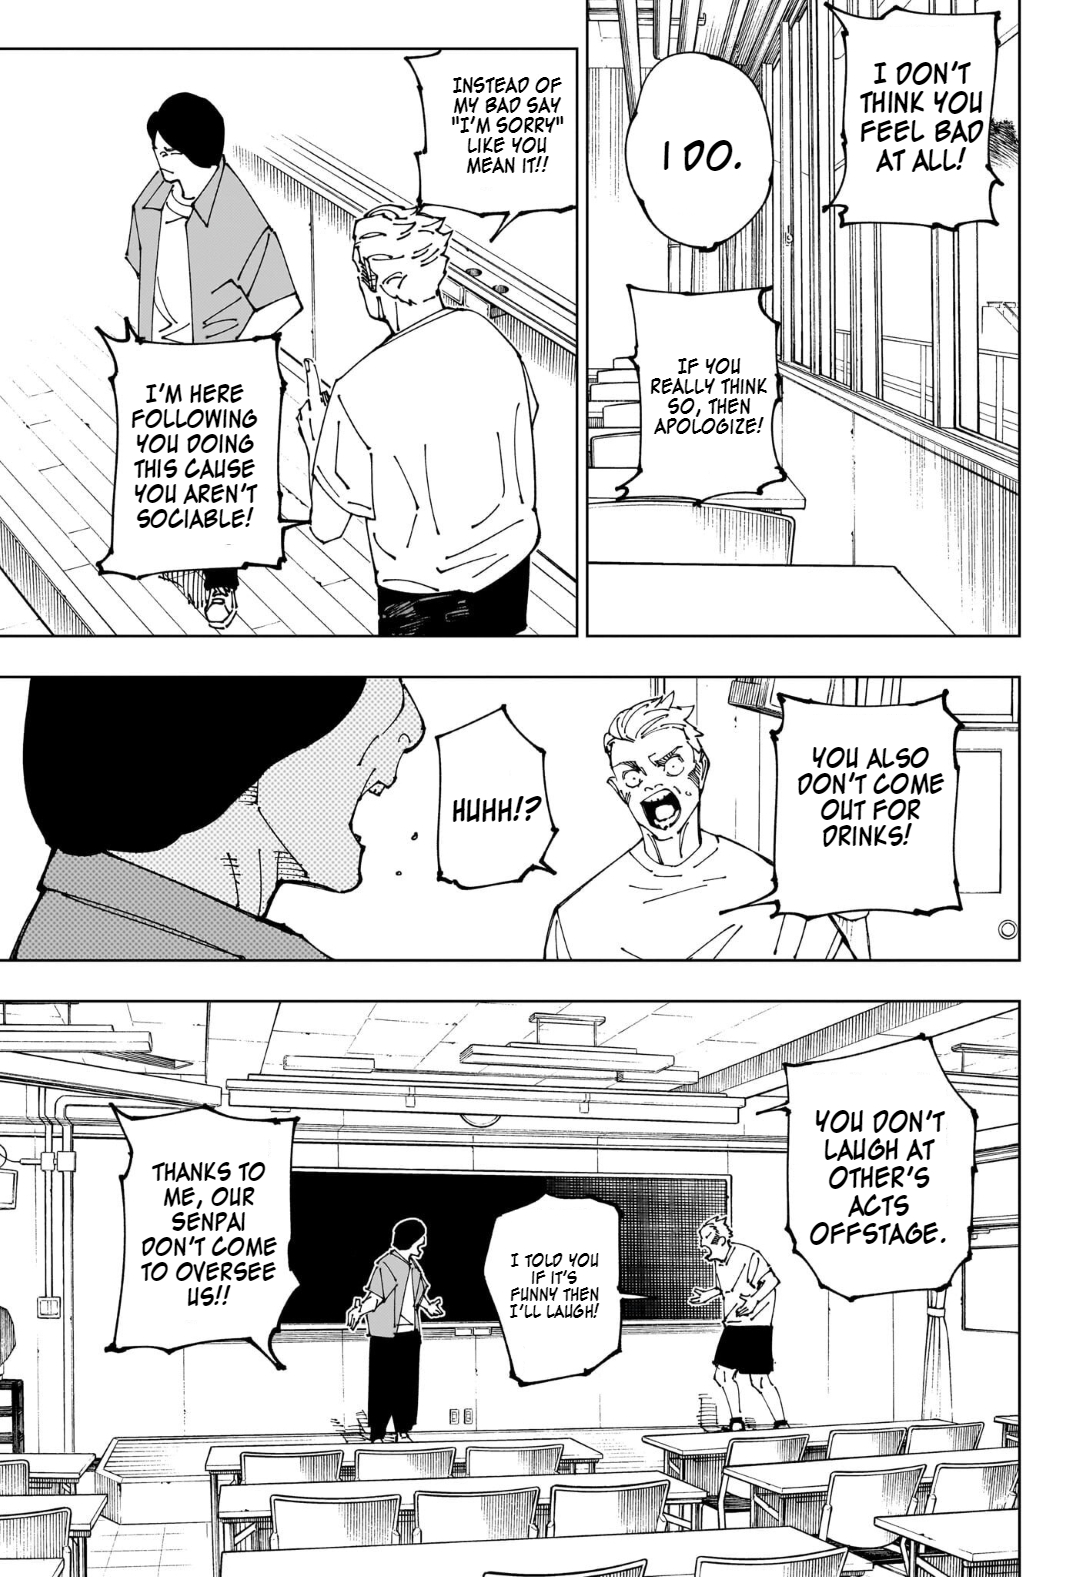 I DON'T
THINK YOU
FEEL BAD
AT ALL!
I DO.
IF YOU
REALLY THINK
SO, THEN
APOLOGIZE!
INSTEAD OF
MY BAD SAY
"I'M SORRY"
LIKE YOU
MEAN IT!!
I'M HERE
FOLLOWING
YOU DOING
THIS CAUSE
YOU AREN'T
SOCIABLE!
YOU ALSO
DON'T COME
OUT FOR
DRINKS!
HUHH!?
YOU DON'T
LAUGH AT
OTHER'S
ACTS
OFFSTAGE.
I TOLD YOU
IF IT'S
FUNNY THEN
I'LL LAUGH!
THANKS TO
ME, OUR
SENPAI
DON'T COME
TO OVERSEE
US!!